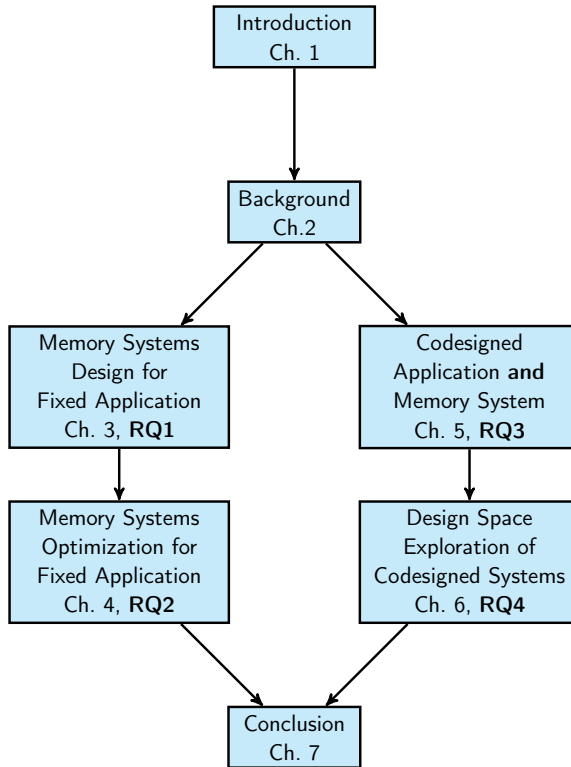 Introduction
Ch. 1
Background
Ch.2
Memory Systems
Design for
Fixed Application
Ch. 3, RQ1
Codesigned
Application and
Memory System
Ch. 5, RQ3
Memory Systems
Optimization for
Fixed Application
Ch. 4, RQ2
Design Space
Exploration of
Codesigned Systems
Ch. 6, RQ4
Conclusion
Ch. 7